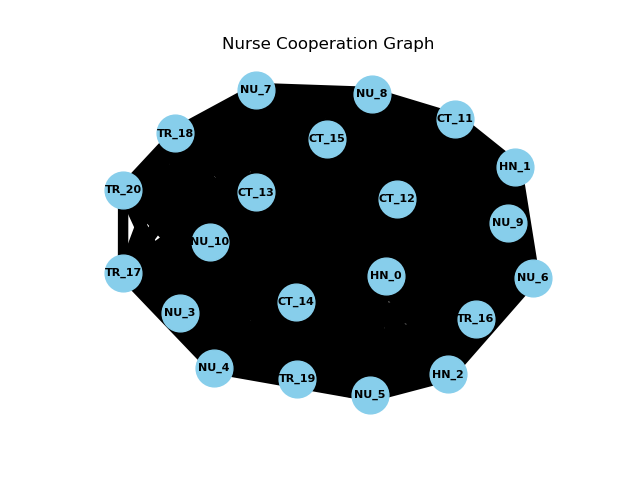 Nurse Cooperation Graph
NU_7
NU_8
CT_11
TR_18
CT_15
HN_1
TR_20
CT_13
CT_12
NU_9
NU_10
TR_17
HN_0
NU_6
CT_14
NU_3
TR_16
NU_4
TR_19
HN_2
NU_5